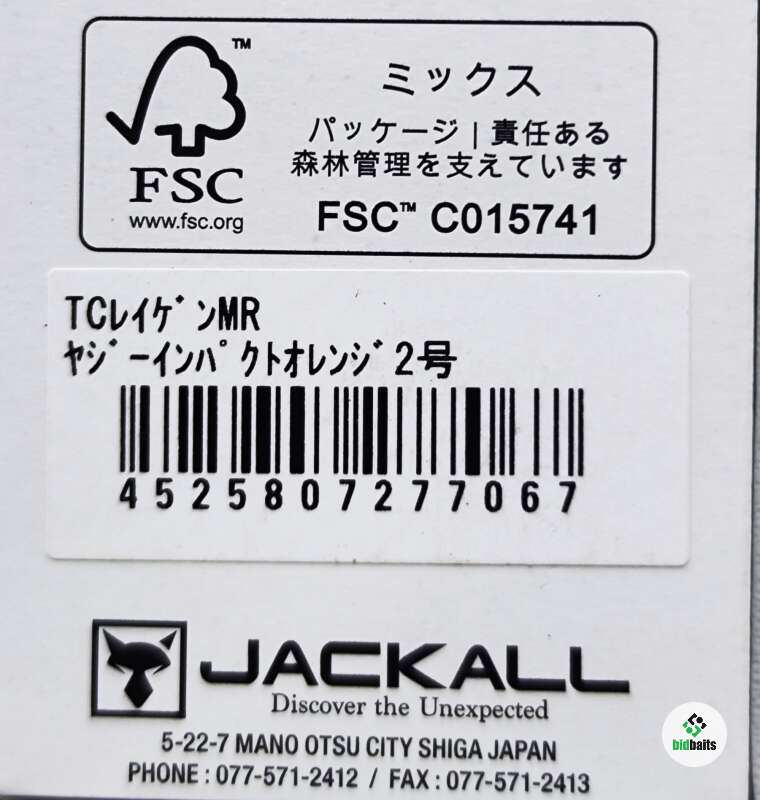 TM
ミックス
パッケージ | 責任ある
森林管理を支えています
FSC
www.fsc.org
FSC™ C015741
TCﾚｲｹﾞﾝMR
ﾔｼﾞｰｲﾝﾊﾟｸﾄｵﾚﾝｼﾞ2号
4525807277067
JACKALL
Discover the Unexpected
5-22-7 MANO OTSU CITY SHIGA JAPAN
PHONE : 077-571-2412 / FAX : 077-571-2413
bidbaits